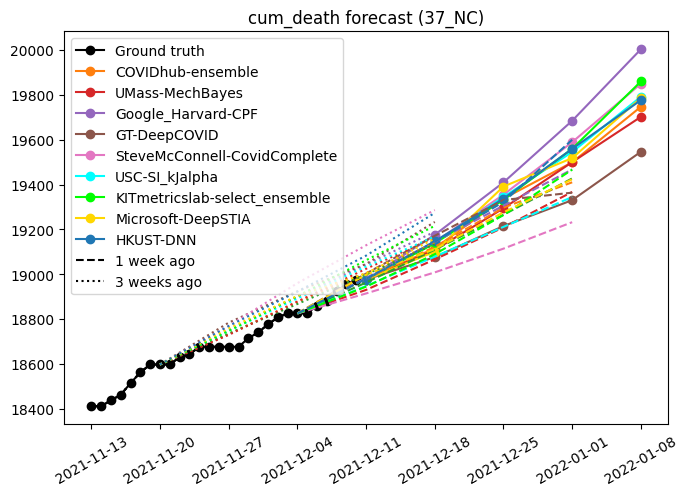 cum_death forecast (37_NC)
20000
19800
19600
19400
19200
19000
18800
18600
18400
Ground truth
COVIDhub-ensemble
UMass-MechBayes
Google_Harvard-CPF
GT-DeepCOVID
SteveMcConnell-CovidComplete
USC-SI_kJalpha
KITmetricslab-select_ensemble
Microsoft-DeepSTIA
HKUST-DNN
1 week ago
3 weeks ago
2021-11-13
2021-11-20
2021-11-27
2021-12-04
2021-12-11
2021-12-18
2021-12-25
2022-01-01
2022-01-08